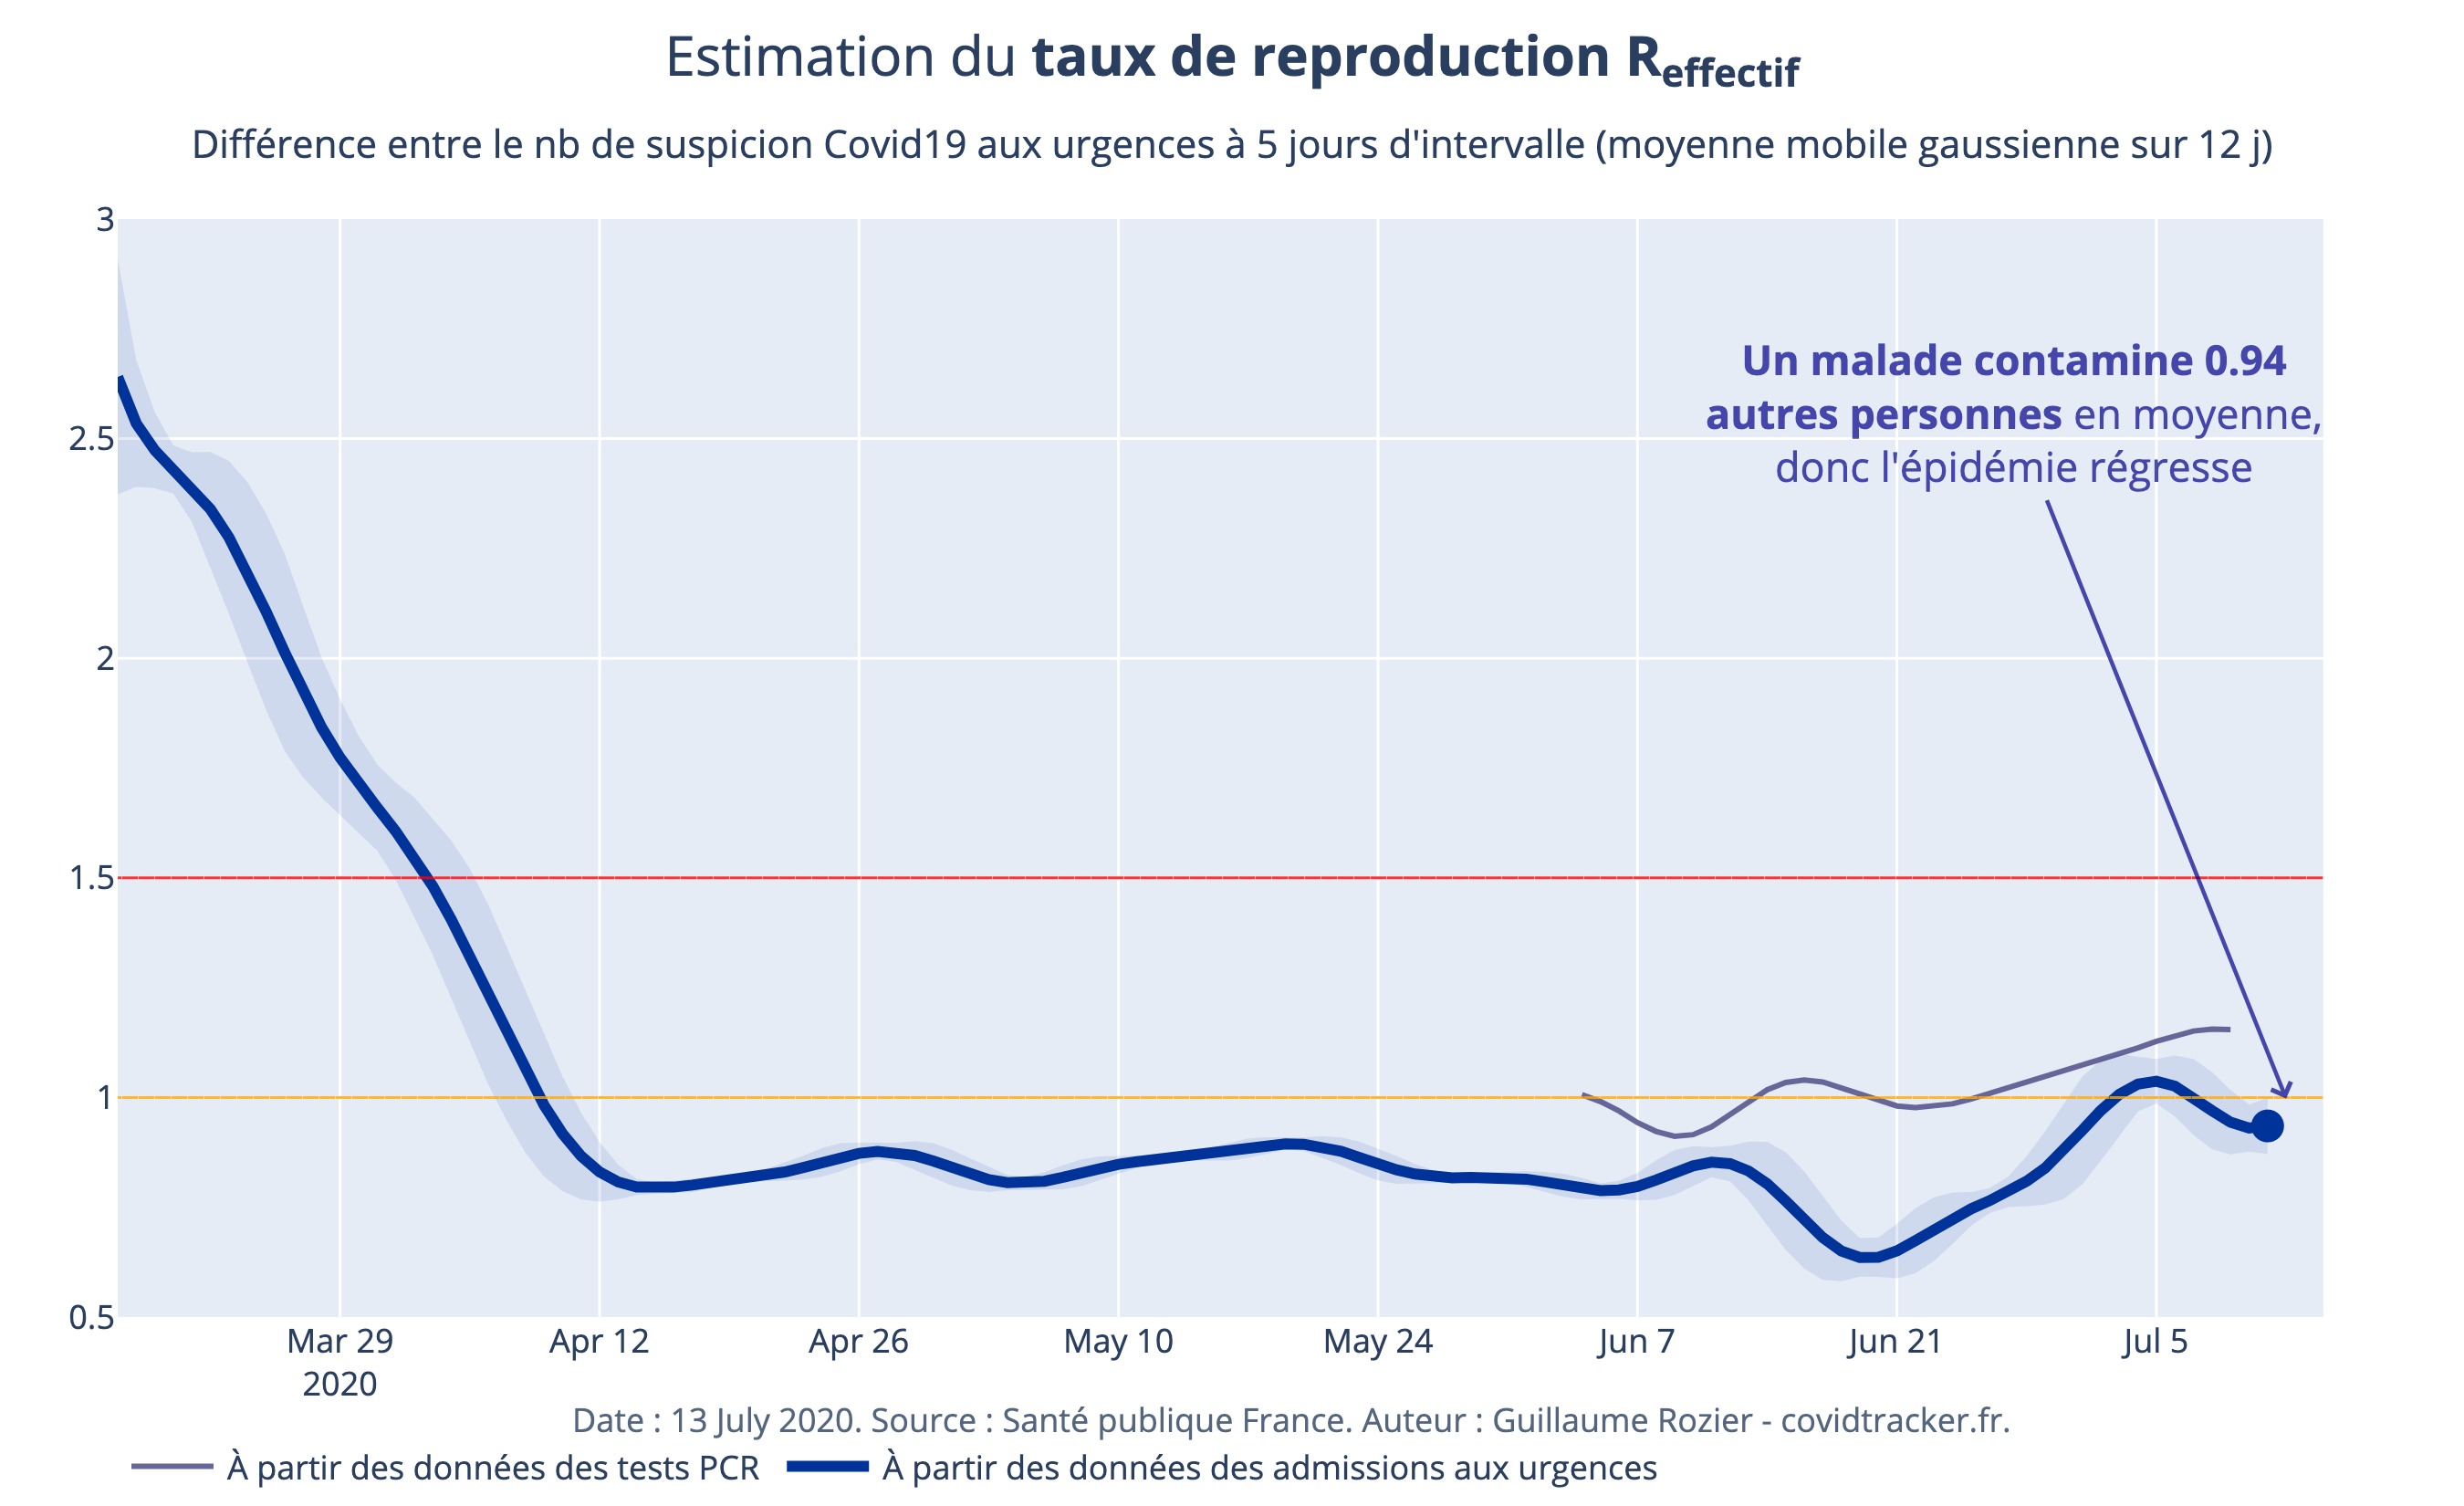 Estimation du taux de reproduction Reffectif
Différence entre le nb de suspicion Covid19 aux urgences à 5 jours d'intervalle (moyenne mobile gaussienne sur 12 j)
3
2.5
2
1.5
1
0.5
Un malade contamine 0.94
autres personnes en moyenne,
donc l'épidémie régresse
Mar 29 Apr 12 Apr 26 May 10 May 24 Jun 7 Jun 21 Jul 5
2020
Date : 13 July 2020. Source : Santé publique France. Auteur : Guillaume Rozier - covidtracker.fr.
À partir des données des tests PCR À partir des données des admissions aux urgences